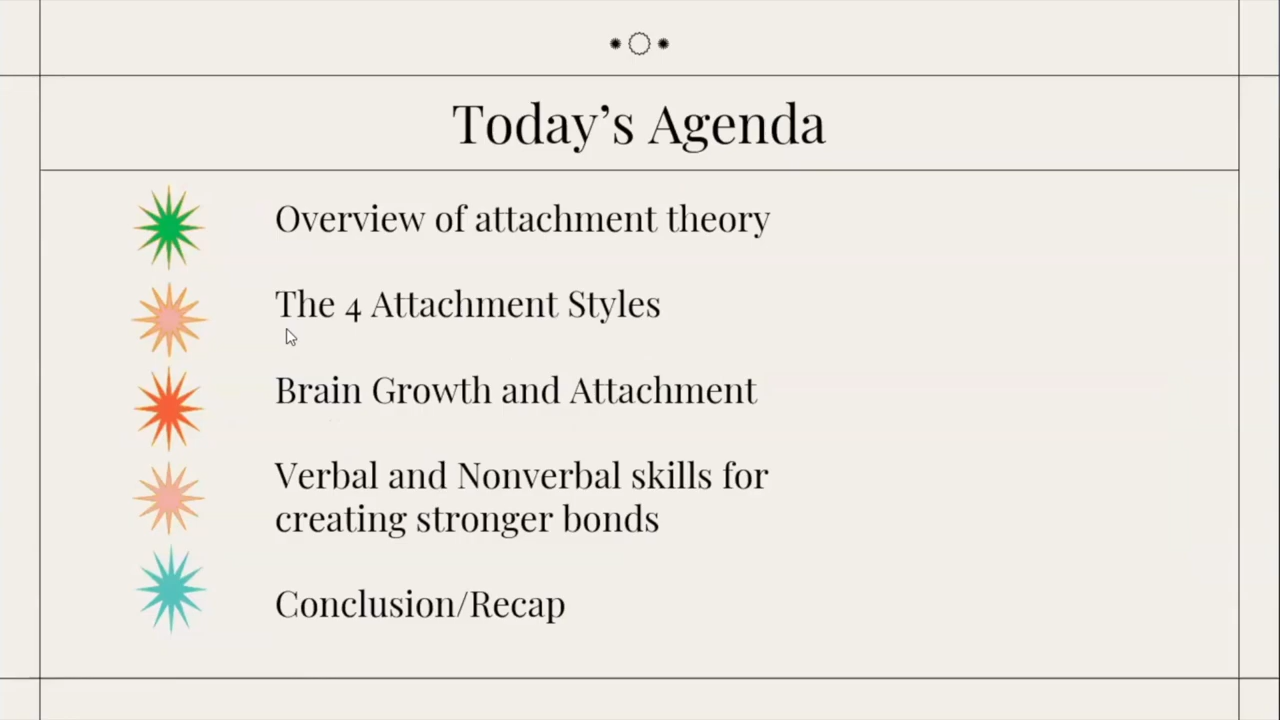 Today’s Agenda
Overview of attachment theory
The 4 Attachment Styles
Brain Growth and Attachment
Verbal and Nonverbal skills for
creating stronger bonds
Conclusion/Recap